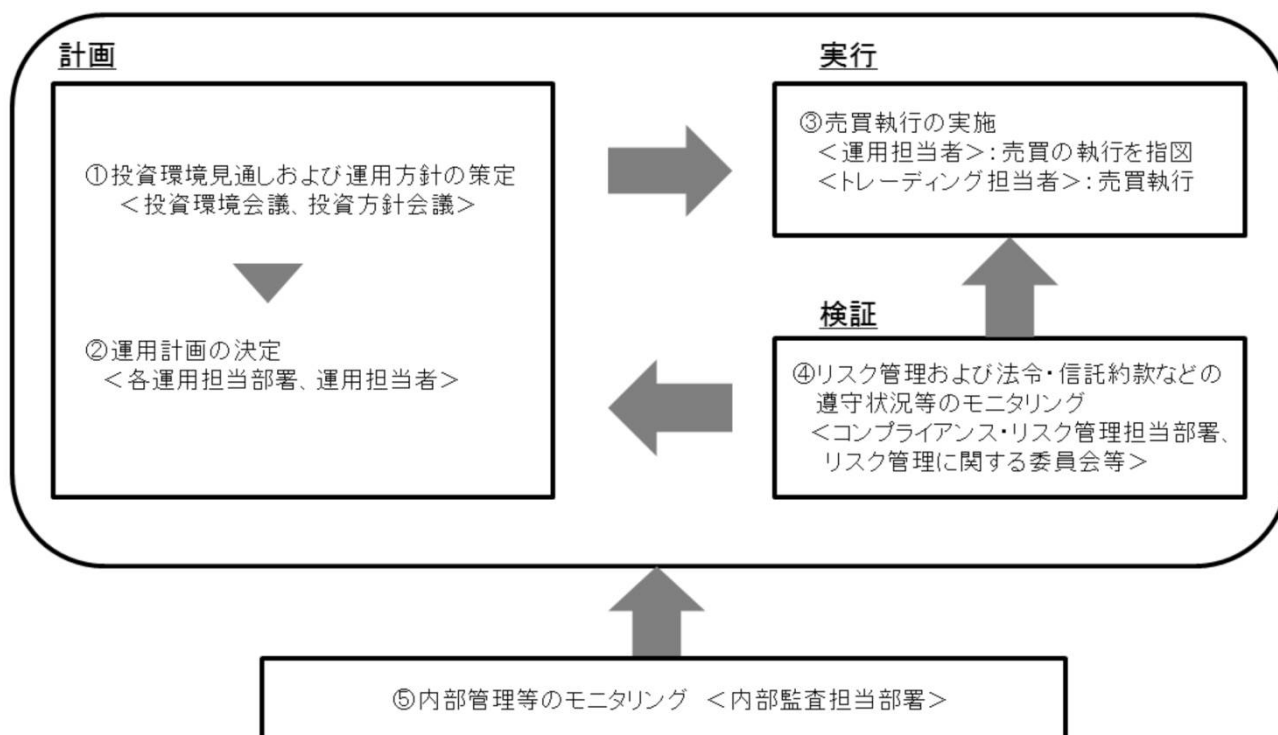 計画
①投資環境見通しおよび運用方針の策定
＜投資環境会議、投資方針会議＞
②運用計画の決定
＜各運用担当部署、運用担当者＞
実行
③売買執行の実施
＜運用担当者＞：売買の執行を指図
＜トレーディング担当者＞：売買執行
検証
④リスク管理および法令・信託約款などの
遵守状況等のモニタリング
＜コンプライアンス・リスク管理担当部署、
リスク管理に関する委員会等＞
⑤内部管理等のモニタリング ＜内部監査担当部署＞